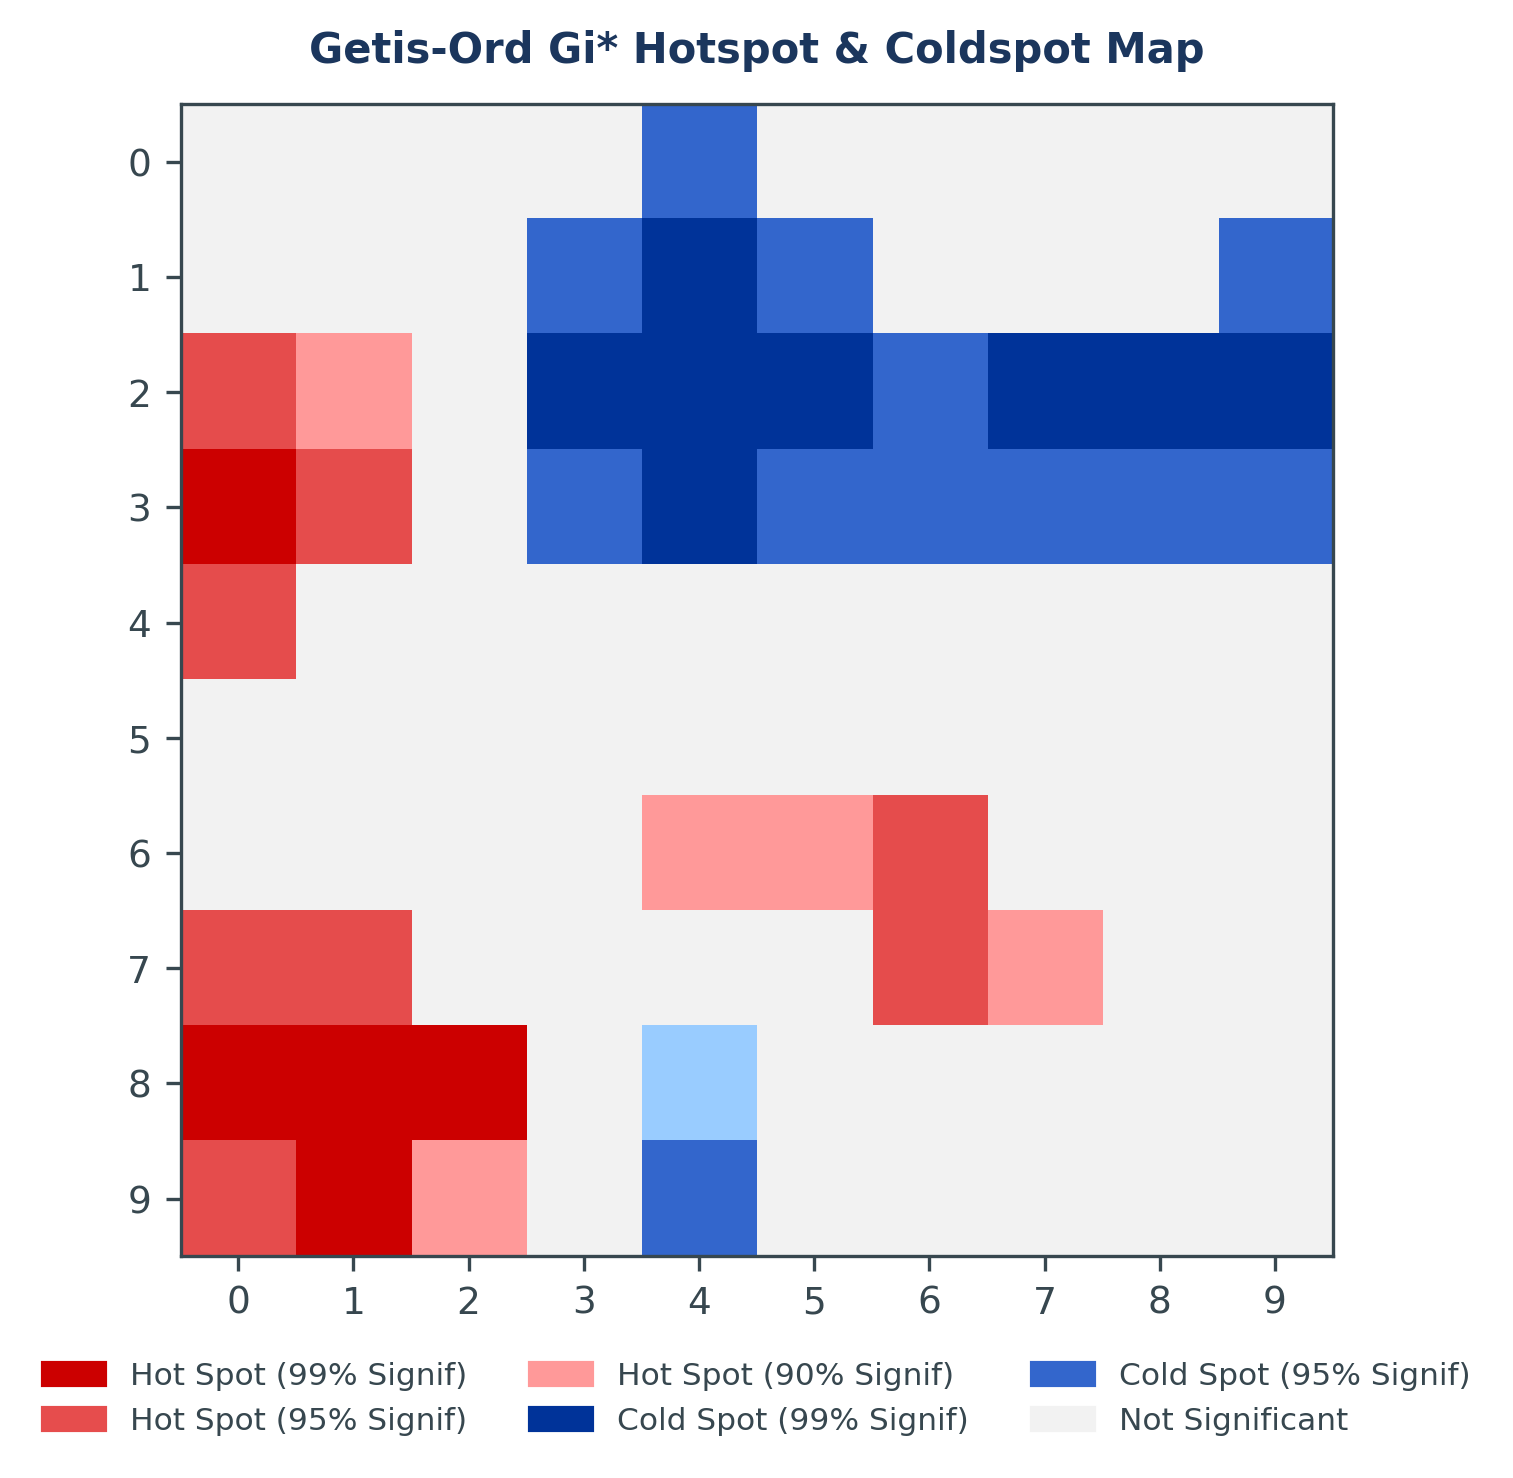 Getis-Ord Gi* Hotspot & Coldspot Map
0
1
2
3
4
5
6
7
8
9
0 1 2 3 4 5 6 7 8 9
Hot Spot (99% Signif) Hot Spot (90% Signif) Cold Spot (95% Signif)
Hot Spot (95% Signif) Cold Spot (99% Signif) Not Significant